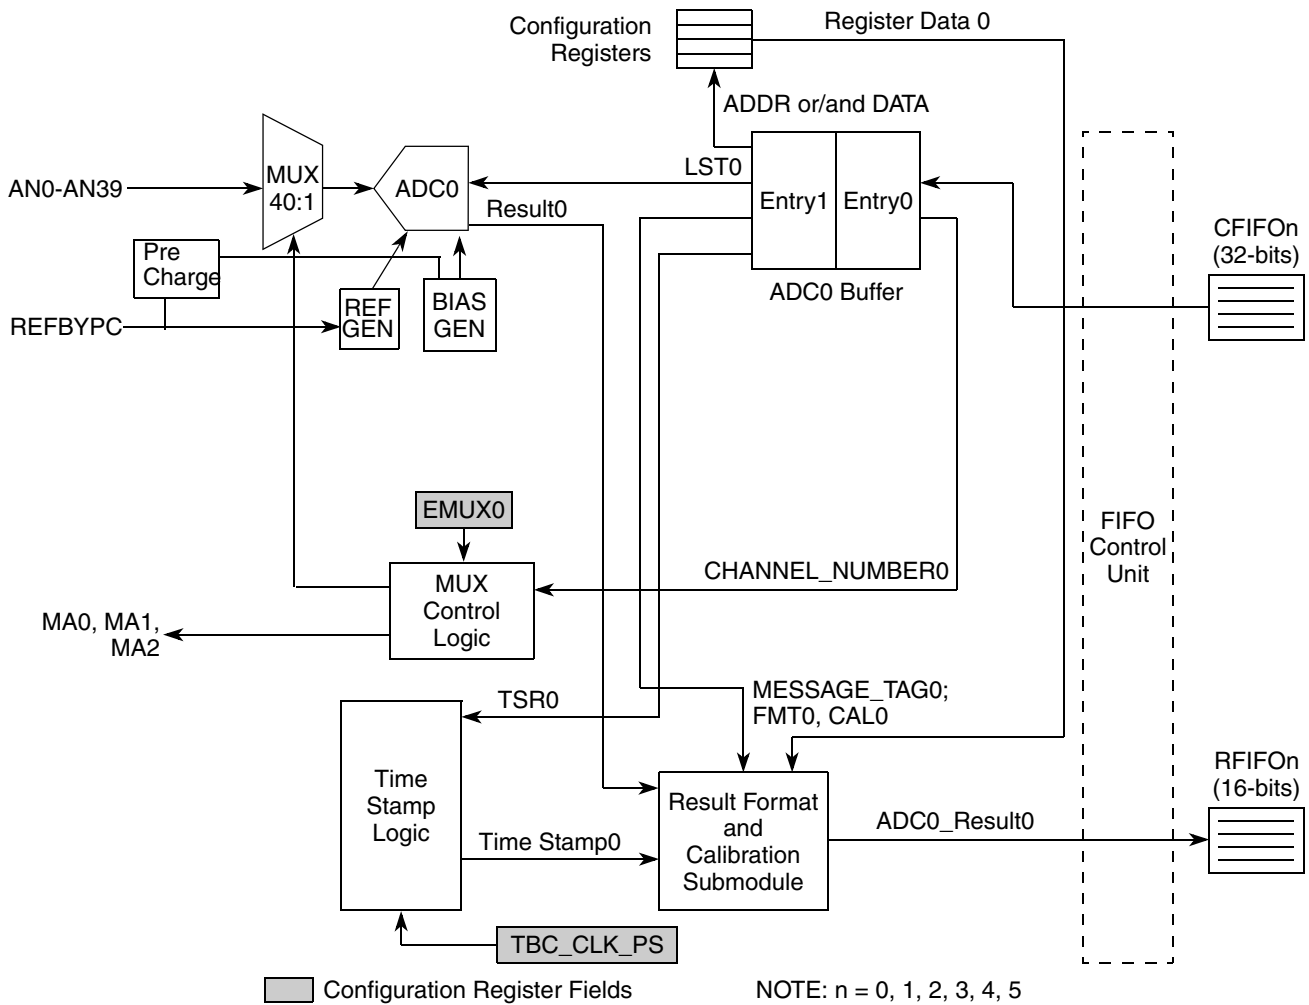 Configuration
Registers
Register Data 0
ADDR or/and DATA
LST0
AN0-AN39
MUX
40:1
ADC0
Result0
Entry1
Entry0
ADC0 Buffer
CFIFOn
(32-bits)
Pre
Charge
REFBYPC
REF
GEN
BIAS
GEN
EMUX0
MUX
Control
Logic
CHANNEL_NUMBER0
FIFO
Control
Unit
MA0, MA1,
MA2
TSR0
MESSAGE_TAG0;
FMT0, CAL0
Time
Stamp
Logic
Time Stamp0
Result Format
and
Calibration
Submodule
ADC0_Result0
RFIFOn
(16-bits)
TBC_CLK_PS
Configuration Register Fields
NOTE: n = 0, 1, 2, 3, 4, 5